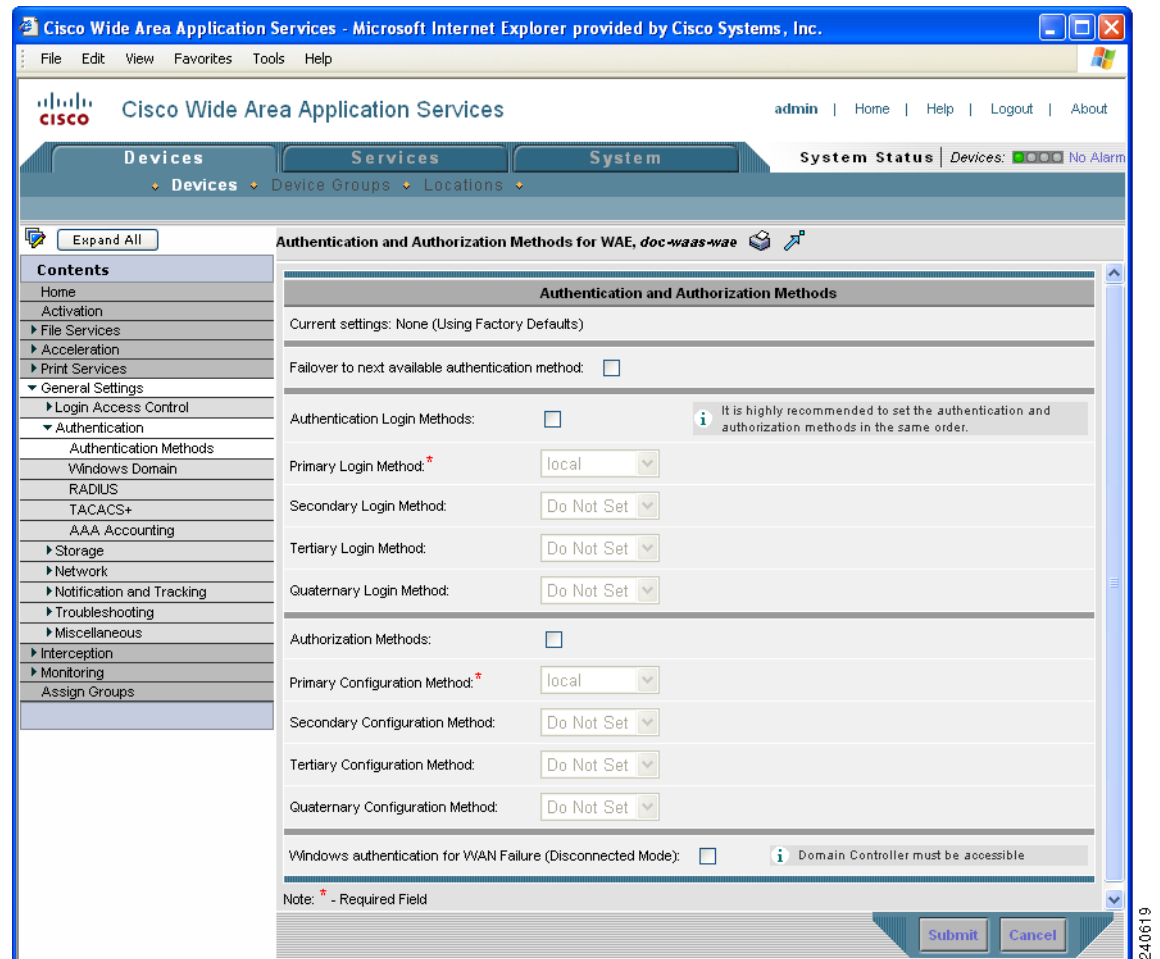 Cisco Wide Area Application Services - Microsoft Internet Explorer provided by Cisco Systems, Inc.
File Edit View Favorites Tools Help
CISCO
Cisco Wide Area Application Services
admin | Home | Help | Logout | About
Devices Services System
System Status | Devices: No Alarm
Devices Device Groups Locations
Expand All
Authentication and Authorization Methods for WAE, doc-waas-wae
Contents
Home
Activation
File Services
Acceleration
Print Services
General Settings
Login Access Control
Authentication
Authentication Methods
Windows Domain
RADIUS
TACACS+
AAA Accounting
Storage
Network
Notification and Tracking
Troubleshooting
Miscellaneous
Interception
Monitoring
Assign Groups
Authentication and Authorization Methods
Current settings: None (Using Factory Defaults)
Failover to next available authentication method:
Authentication Login Methods:
It is highly recommended to set the authentication and
authorization methods in the same order.
Primary Login Method:* local
Secondary Login Method: Do Not Set
Tertiary Login Method: Do Not Set
Quaternary Login Method: Do Not Set
Authorization Methods:
Primary Configuration Method:* local
Secondary Configuration Method: Do Not Set
Tertiary Configuration Method: Do Not Set
Quaternary Configuration Method: Do Not Set
Windows authentication for WAN Failure (Disconnected Mode):
Domain Controller must be accessible
Note: * - Required Field
Submit Cancel
240619